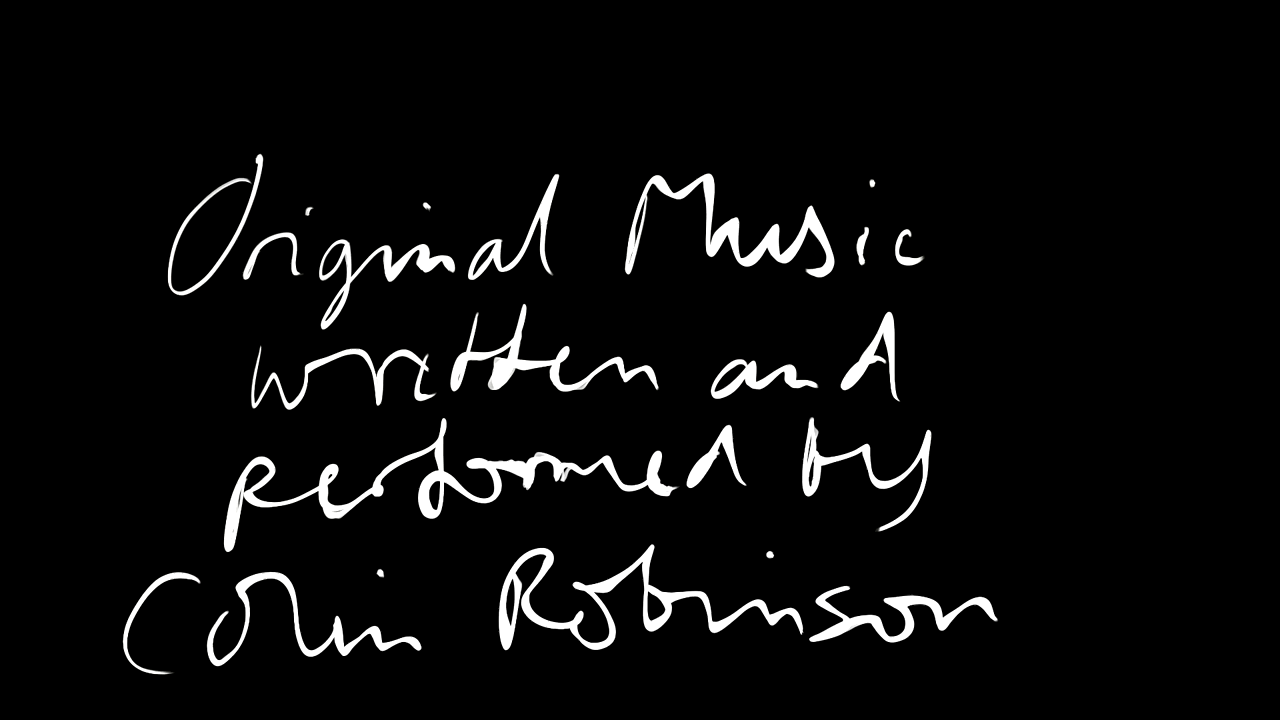 Original Music
written and
performed by
Colin Robinson